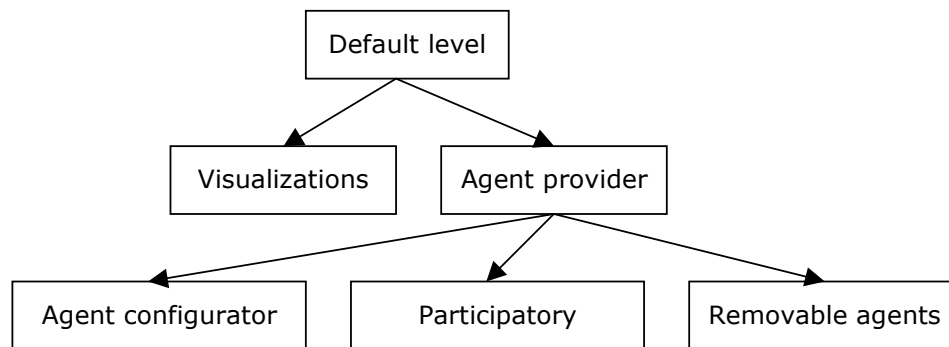 Default level
Visualizations
Agent provider
Agent configurator
Participatory
Removable agents